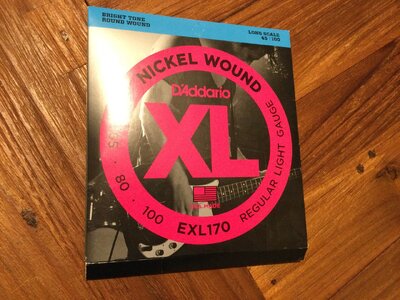 BRIGHT TONE
ROUND WOUND
LONG SCALE
45 - 100
NICKEL WOUND
D'Addario
XL
80 · 100
EXL170
REGULAR LIGHT GAUGE